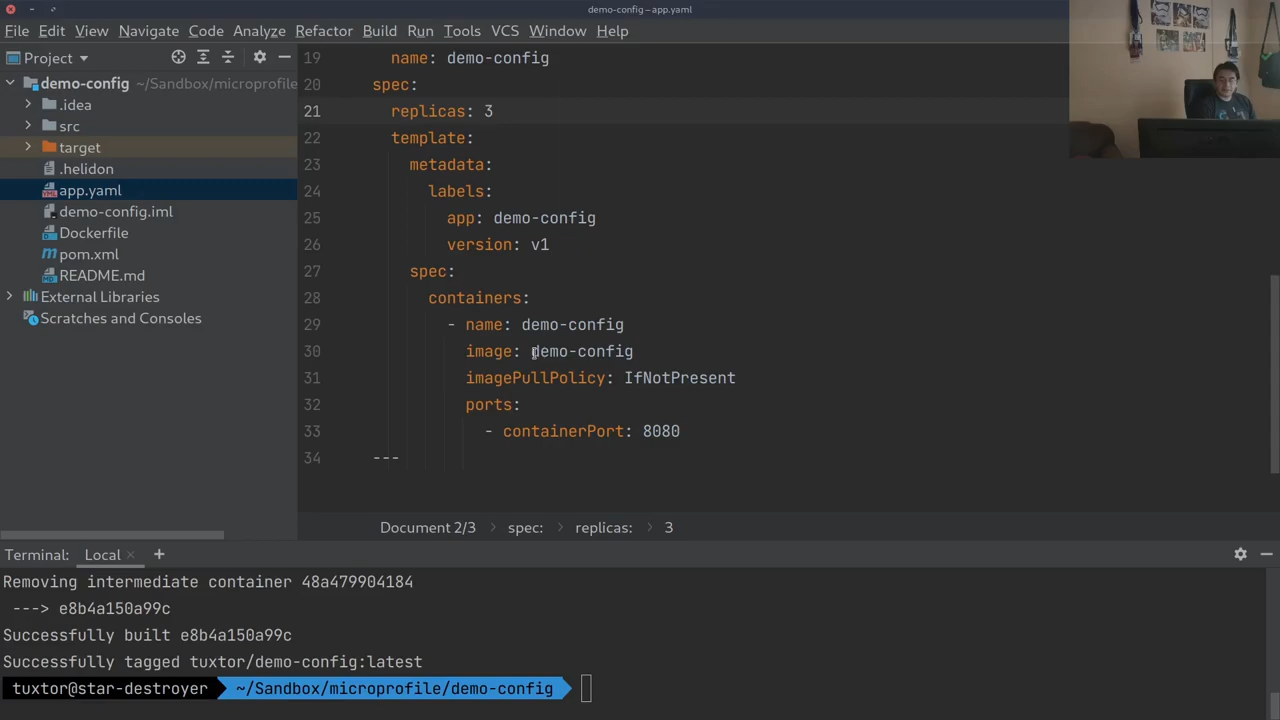 demo-config – app.yaml
File Edit View Navigate Code Analyze Refactor Build Run Tools VCS Window Help
Project
demo-config ~/Sandbox/microprofile
.idea
src
target
.helidon
app.yaml
demo-config.iml
Dockerfile
pom.xml
README.md
External Libraries
Scratches and Consoles
19 name: demo-config
20 spec:
21 replicas: 3
22 template:
23 metadata:
24 labels:
25 app: demo-config
26 version: v1
27 spec:
28 containers:
29 - name: demo-config
30 image: demo-config
31 imagePullPolicy: IfNotPresent
32 ports:
33 - containerPort: 8080
34 ---
Document 2/3 spec: replicas: 3
Terminal: Local
Removing intermediate container 48a479904184
---> e8b4a150a99c
Successfully built e8b4a150a99c
Successfully tagged tuxtor/demo-config:latest
tuxtor@star-destroyer ~/Sandbox/microprofile/demo-config